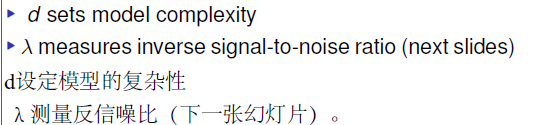 ▸ d sets model complexity
▸ λ measures inverse signal-to-noise ratio (next slides)
d设定模型的复杂性
λ 测量反信噪比（下一张幻灯片）。